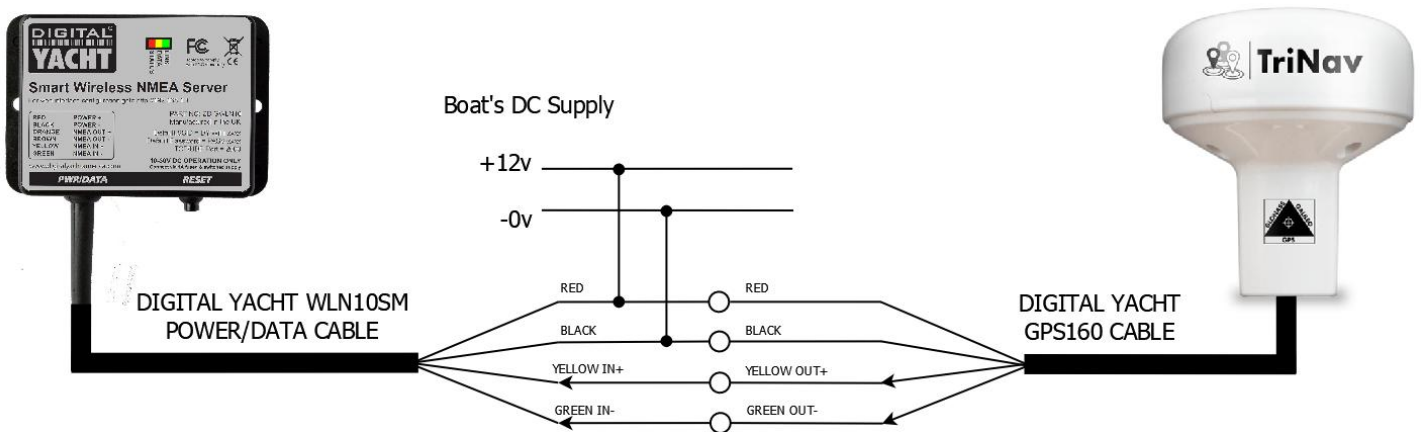 DIGITAL
YACHT
FC
CE
Smart Wireless NMEA Server
RED POWER+
BLACK POWER-
ORANGE NMEA OUT+
BROWN NMEA OUT-
YELLOW NMEA IN+
GREEN NMEA IN-
10-30V DC OPERATION ONLY
PWR/DATA RESET
Boat's DC Supply
+12v
-0v
TriNav
GPS
DIGITAL YACHT WLN10SM
POWER/DATA CABLE
RED RED
BLACK BLACK
YELLOW IN+ YELLOW OUT+
GREEN IN- GREEN OUT-
DIGITAL YACHT
GPS160 CABLE